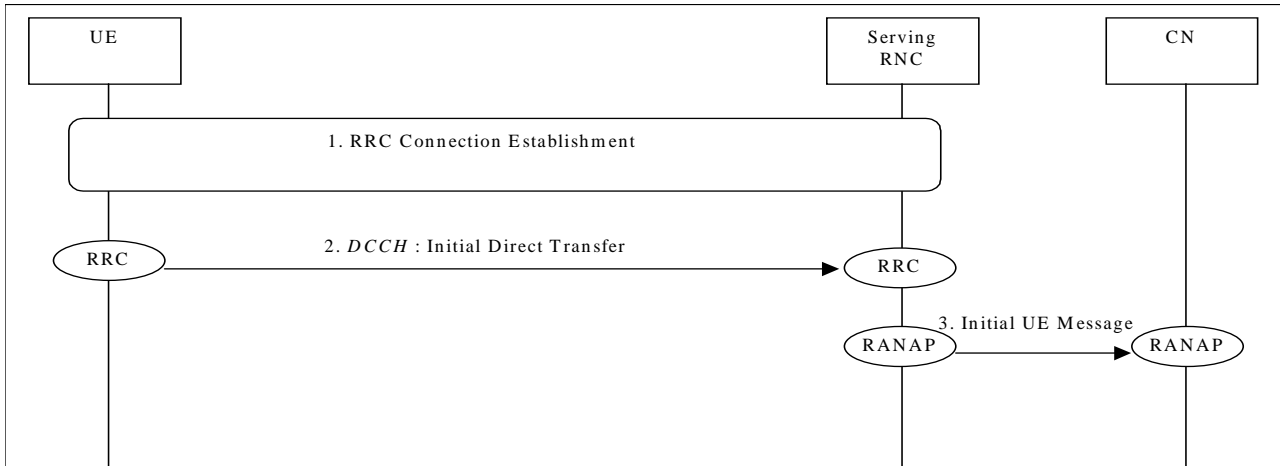 UE
Serving
RNC
CN
1. RRC Connection Establishment
2. DCCH : Initial Direct Transfer
RRC
RRC
3. Initial UE Message
RANAP
RANAP